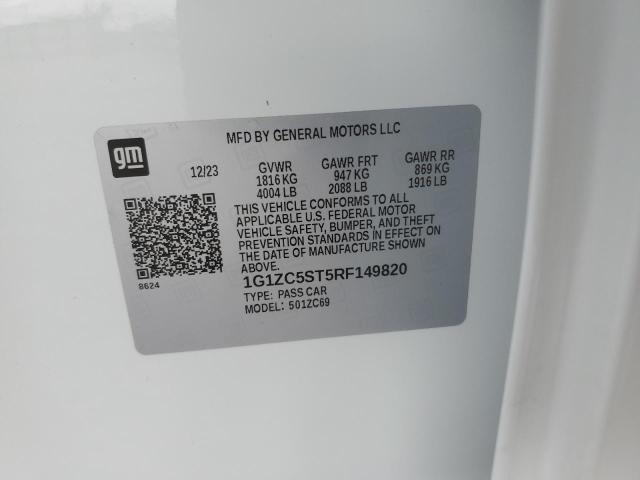 gm
MFD BY GENERAL MOTORS LLC
12/23 GVWR GAWR FRT GAWR RR
1816 KG 947 KG 869 KG
4004 LB 2088 LB 1916 LB
THIS VEHICLE CONFORMS TO ALL
APPLICABLE U.S. FEDERAL MOTOR
VEHICLE SAFETY, BUMPER, AND THEFT
PREVENTION STANDARDS IN EFFECT ON
THE DATE OF MANUFACTURE SHOWN
ABOVE.
8624
1G1ZC5ST5RF149820
TYPE: PASS CAR
MODEL: 501ZC69